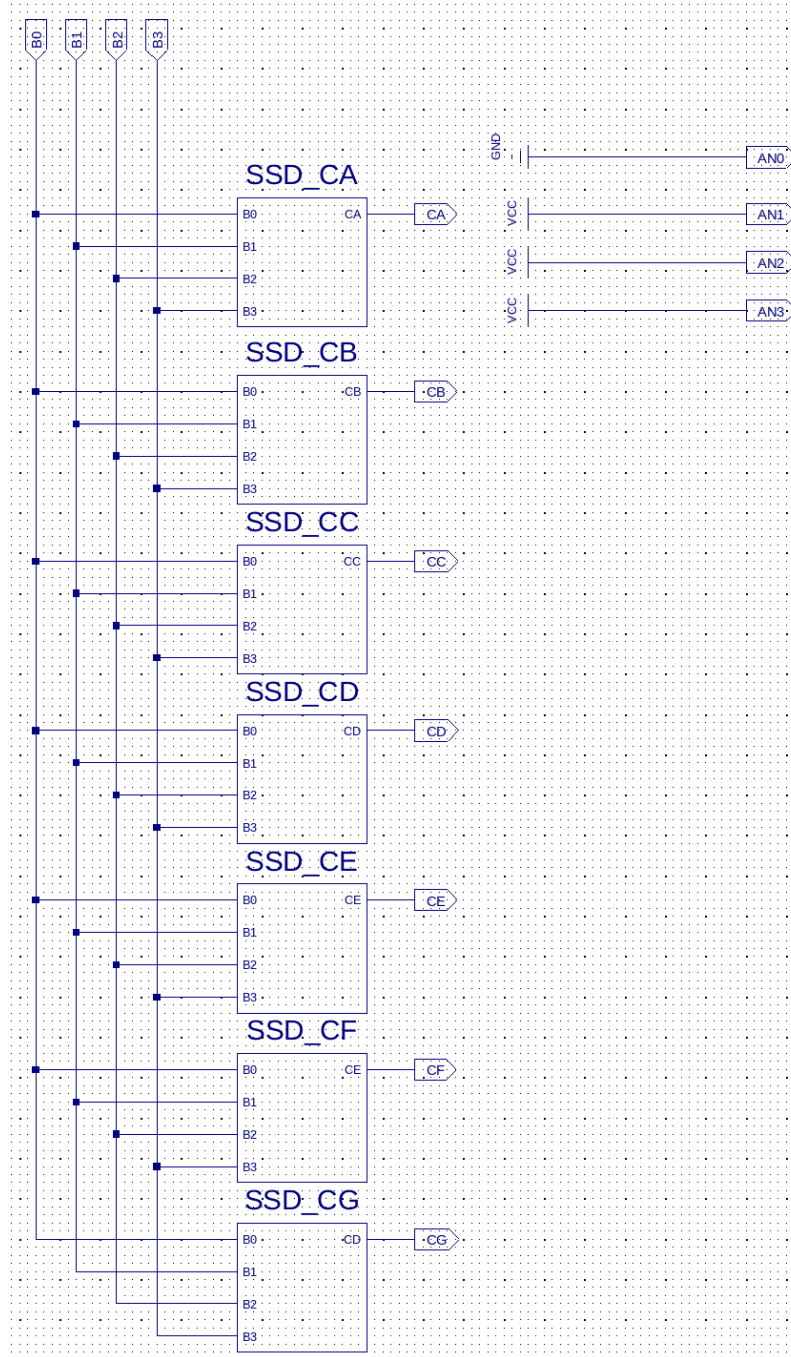 B0 B1 B2 B3
GND AN0
SSD_CA
B0 CA CA VCC AN1
B1
VCC AN2
B2
B3 VCC AN3
SSD_CB
B0 CB CB
B1
B2
B3
SSD_CC
B0 CC CC
B1
B2
B3
SSD_CD
B0 CD CD
B1
B2
B3
SSD_CE
B0 CE CE
B1
B2
B3
SSD_CF
B0 CE CF
B1
B2
B3
SSD_CG
B0 CD CG
B1
B2
B3